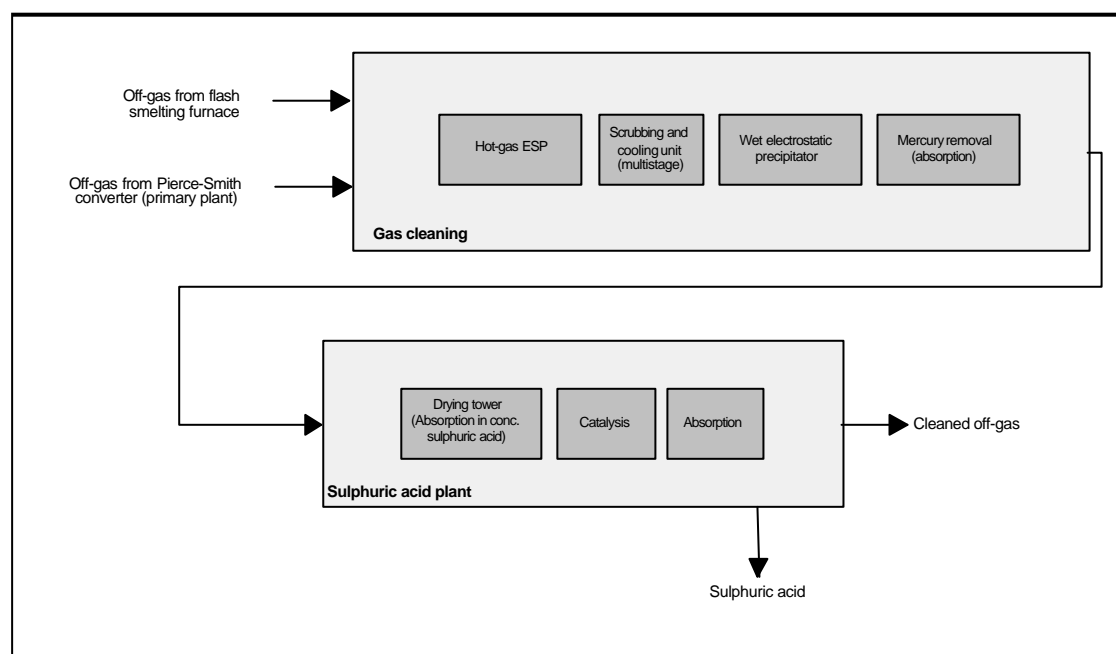 Off-gas from flash
smelting furnace
Off-gas from Pierce-Smith
converter (primary plant)
Hot-gas ESP
Scrubbing and
cooling unit
(multistage)
Wet electrostatic
precipitator
Mercury removal
(absorption)
Gas cleaning
Drying tower
(Absorption in conc.
sulphuric acid)
Catalysis
Absorption
Sulphuric acid plant
Cleaned off-gas
Sulphuric acid